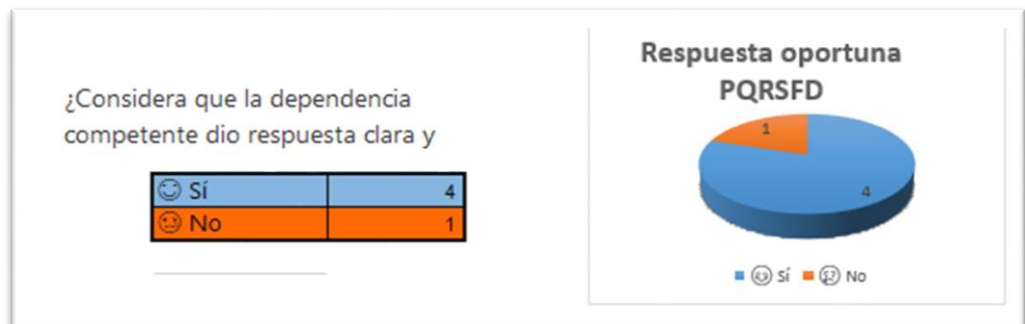 ¿Considera que la dependencia
competente dio respuesta clara y
Sí 4
No 1
Respuesta oportuna
PQRSFD
1
4
Sí No